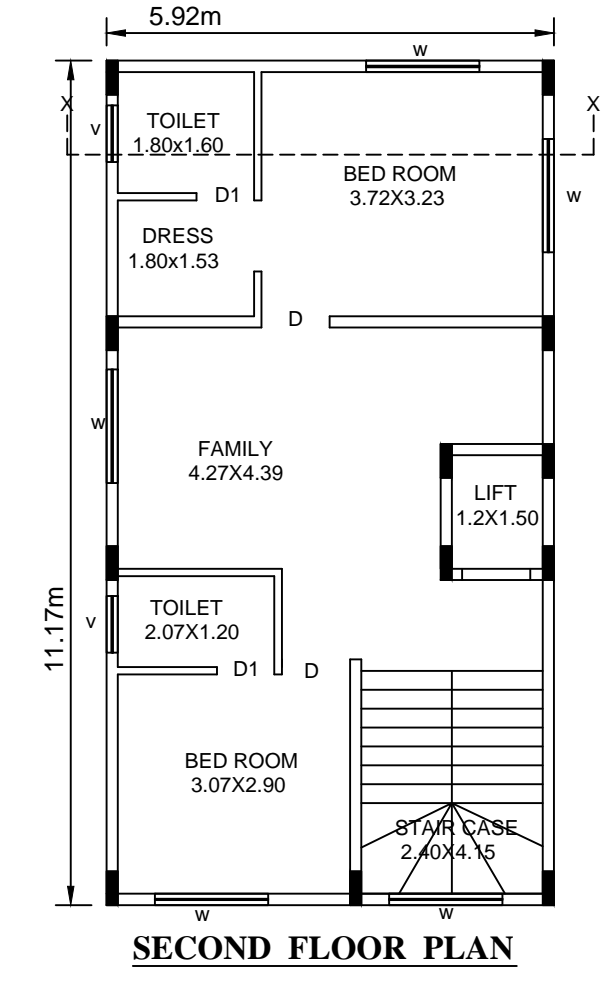 5.92m
w
X
X
v
TOILET
1.80x1.60
BED ROOM
3.72X3.23
w
D1
DRESS
1.80x1.53
D
w
FAMILY
4.27X4.39
LIFT
1.2X1.50
11.17m
v
TOILET
2.07X1.20
D1
D
BED ROOM
3.07X2.90
STAIR CASE
2.40X4.15
w
w
SECOND FLOOR PLAN